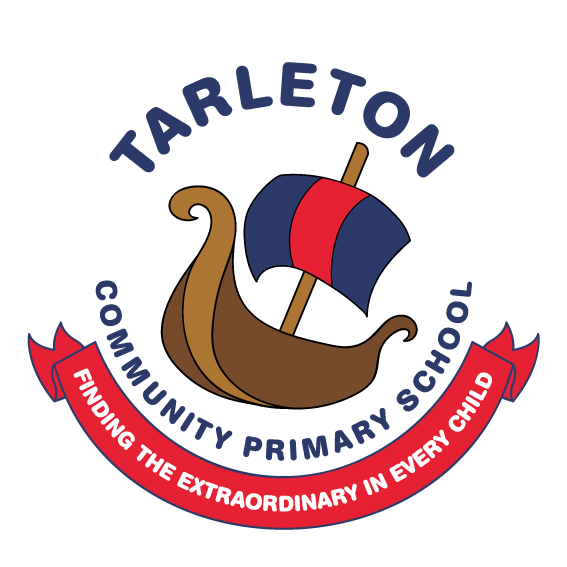 TARLETON
COMMUNITY PRIMARY SCHOOL
FINDING THE EXTRAORDINARY IN EVERY CHILD